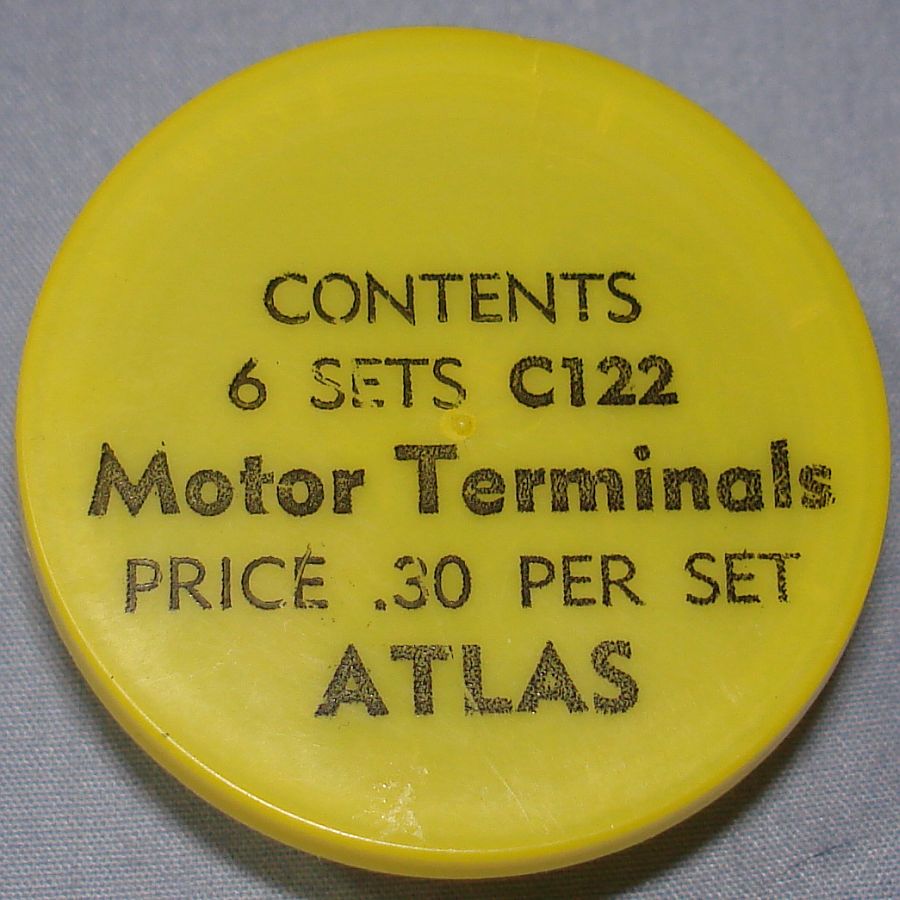 CONTENTS
6 SETS C122
Motor Terminals
PRICE .30 PER SET
ATLAS